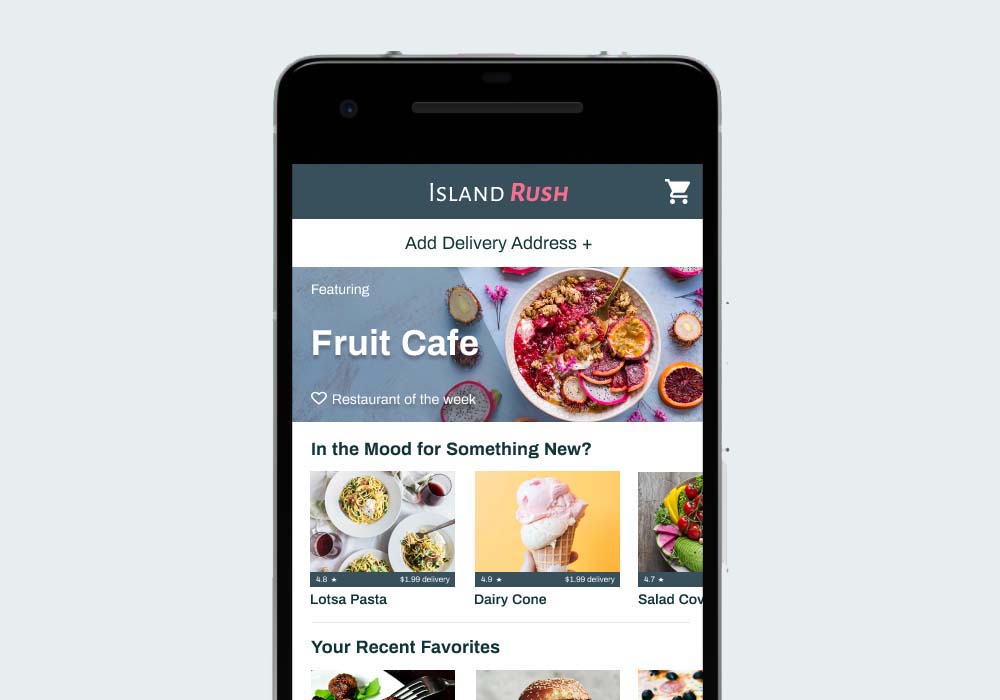 Island Rush
Add Delivery Address +
Featuring
Fruit Cafe
Restaurant of the week
In the Mood for Something New?
4.8 ★ $1.99 delivery
4.9 ★ $1.99 delivery
4.7 ★
Lotsa Pasta
Dairy Cone
Salad Cov
Your Recent Favorites